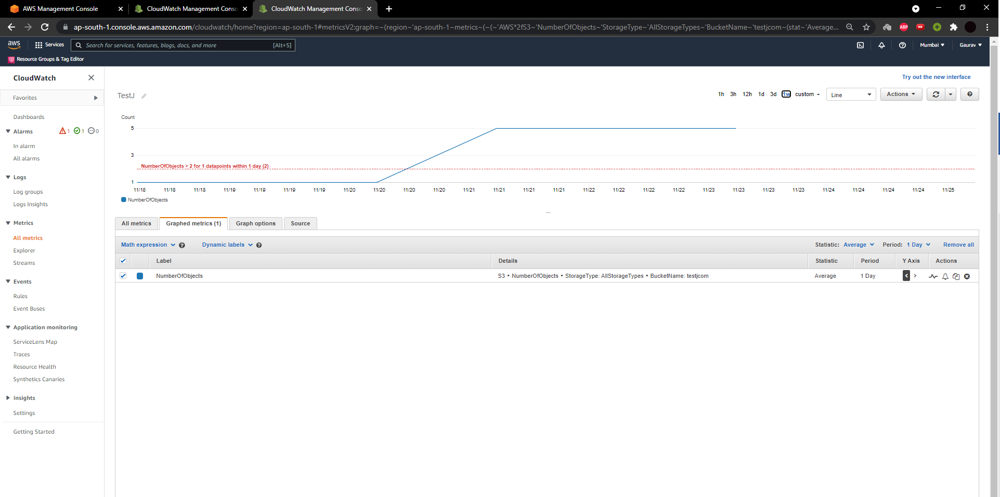 AWS Management Console
CloudWatch Management Conso
CloudWatch Management Conso
ap-south-1.console.aws.amazon.com/cloudwatch/home?region=ap-south-1#metricsV2:graph=~(region~'ap-south-1~metrics~(~(~'AWS*2fS3~'NumberOfObjects~'StorageType~'AllStorageTypes~'BucketName~'testjcom~(stat~'Average...
ABP
aws
Services
Search for services, features, blogs, docs, and more
[Alt+S]
Mumbai
Gaurav
Resource Groups & Tag Editor
CloudWatch
Favorites
Dashboards
Alarms
1
1
0
In alarm
All alarms
Logs
Log groups
Logs Insights
Metrics
All metrics
Explorer
Streams
Events
Rules
Event Buses
Application monitoring
ServiceLens Map
Traces
Resource Health
Synthetics Canaries
Insights
Settings
Getting Started
Try out the new interface
TestJ
1h 3h 12h 1d 3d 1w custom
Line
Actions
Count
5
3
NumberOfObjects > 2 for 1 datapoints within 1 day (2)
1
11/18 11/18 11/18 11/19 11/19 11/19 11/19 11/20 11/20 11/20 11/20 11/21 11/21 11/21 11/21 11/22 11/22 11/22 11/22 11/23 11/23 11/23 11/23 11/24 11/24 11/24 11/24 11/25
NumberOfObjects
All metrics
Graphed metrics (1)
Graph options
Source
Math expression
Dynamic labels
Statistic: Average
Period: 1 Day
Remove all
Label Details Statistic Period Y Axis Actions
NumberOfObjects S3 • NumberOfObjects • StorageType: AllStorageTypes • BucketName: testjcom Average 1 Day